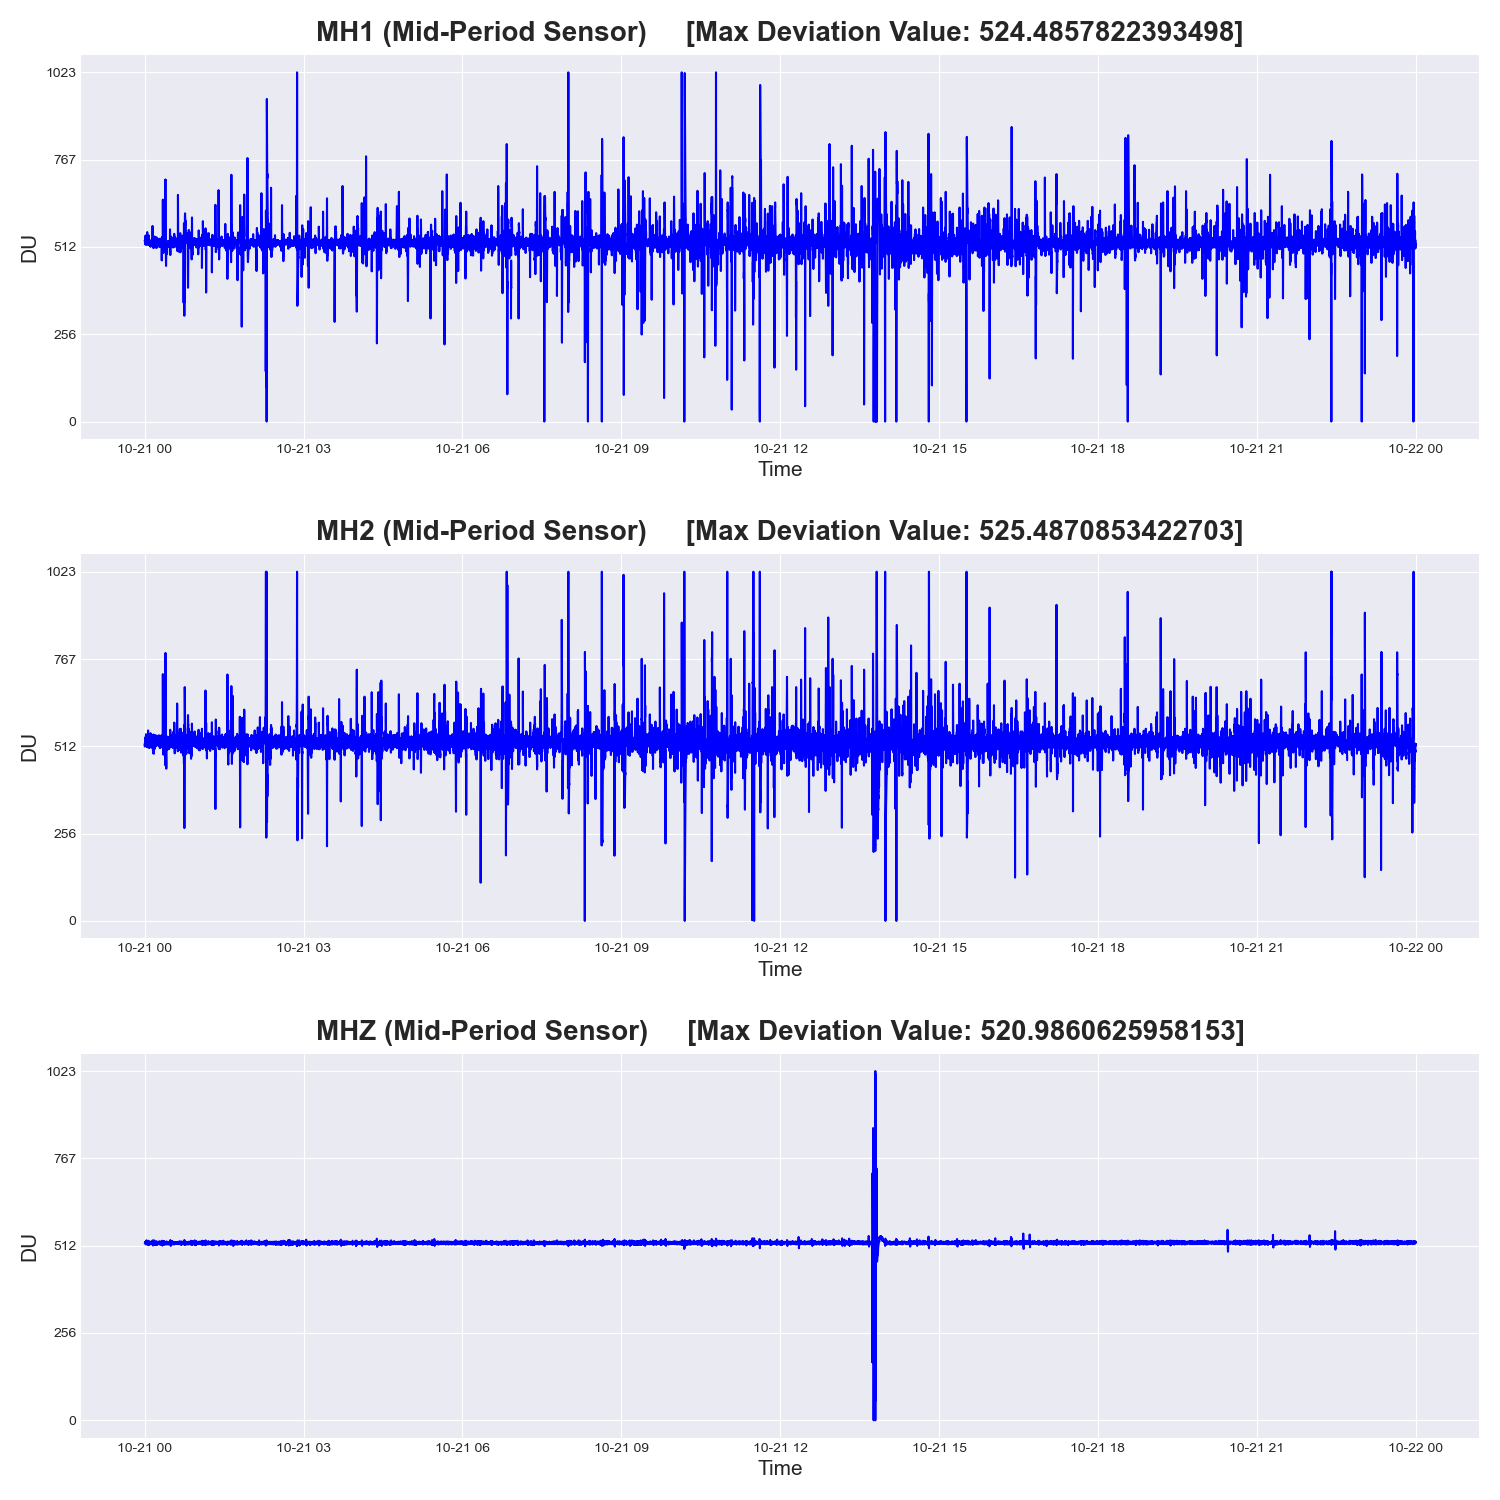 MH1 (Mid-Period Sensor) [Max Deviation Value: 524.4857822393498]
1023
767
512
256
0
DU
10-21 00 10-21 03 10-21 06 10-21 09 10-21 12 10-21 15 10-21 18 10-21 21 10-22 00
Time
MH2 (Mid-Period Sensor) [Max Deviation Value: 525.4870853422703]
1023
767
512
256
0
DU
10-21 00 10-21 03 10-21 06 10-21 09 10-21 12 10-21 15 10-21 18 10-21 21 10-22 00
Time
MHZ (Mid-Period Sensor) [Max Deviation Value: 520.9860625958153]
1023
767
512
256
0
DU
10-21 00 10-21 03 10-21 06 10-21 09 10-21 12 10-21 15 10-21 18 10-21 21 10-22 00
Time